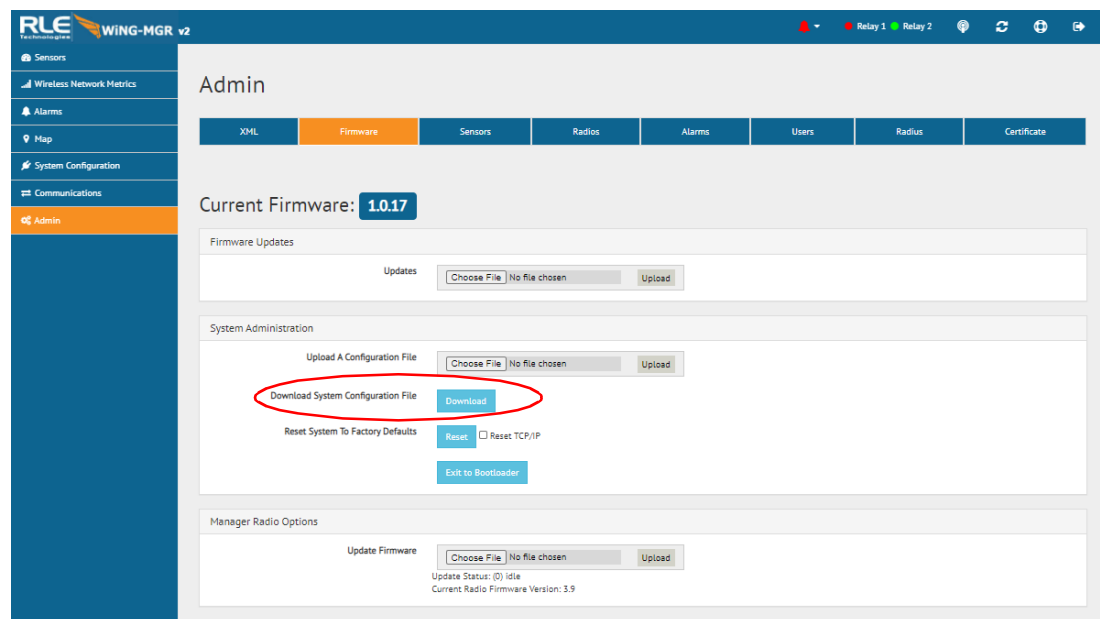 RLE WiNG-MGR v2
Technologies
Relay 1 Relay 2
Sensors
Wireless Network Metrics
Alarms
Map
System Configuration
Communications
Admin
Admin
XML Firmware Sensors Radios Alarms Users Radius Certificate
Current Firmware: 1.0.17
Firmware Updates
Updates Choose File No file chosen Upload
System Administration
Upload A Configuration File Choose File No file chosen Upload
Download System Configuration File Download
Reset System To Factory Defaults Reset Reset TCP/IP
Exit to Bootloader
Manager Radio Options
Update Firmware Choose File No file chosen Upload
Update Status: (0) idle
Current Radio Firmware Version: 3.9